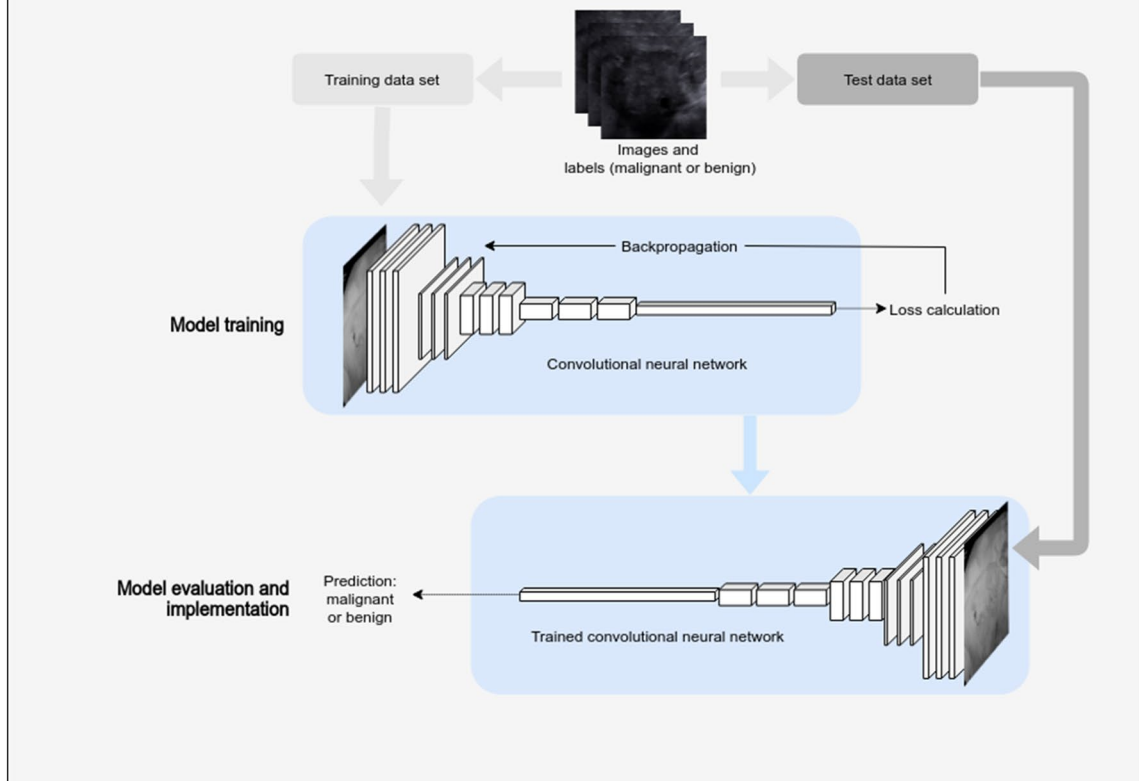 Training data set
Test data set
Images and
labels (malignant or benign)
Backpropagation
Model training
Loss calculation
Convolutional neural network
Model evaluation and
implementation
Prediction:
malignant
or benign
Trained convolutional neural network